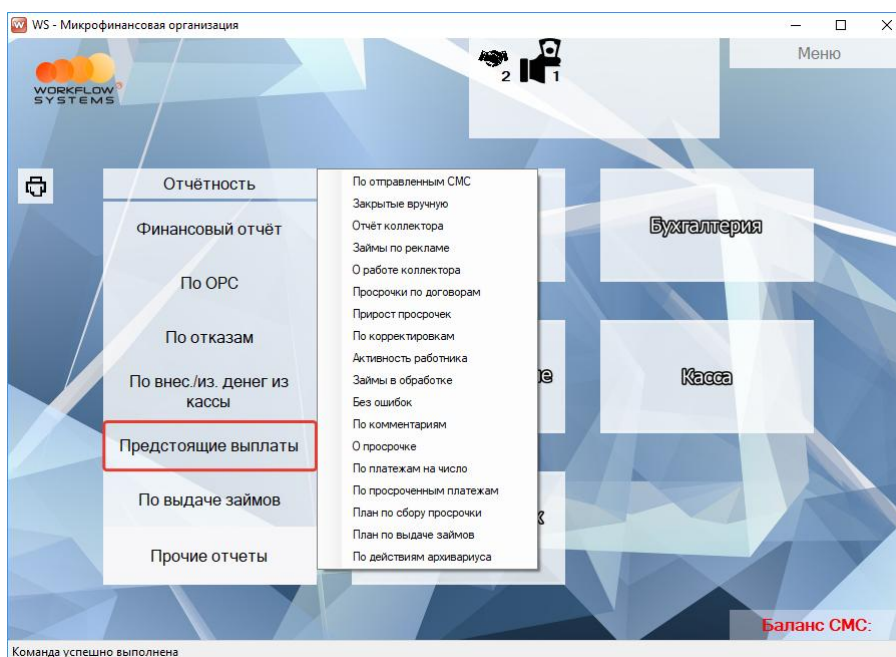 WS - Микрофинансовая организация
Меню
WORKFLOW
SYSTEMS
2
1
Отчётность
Финансовый отчёт
По ОРС
По отказам
По внес./из. денег из
кассы
Предстоящие выплаты
По выдаче займов
Прочие отчеты
По отправленным СМС
Закрытые вручную
Отчёт коллектора
Займы по рекламе
О работе коллектора
Просрочки по договорам
Прирост просрочек
По корректировкам
Активность работника
Займы в обработке
Без ошибок
По комментариям
О просрочке
По платежам на число
По просроченным платежам
План по сбору просрочки
План по выдаче займов
По действиям архивариуса
Бухгалтерия
Касса
Баланс СМС:
Команда успешно выполнена